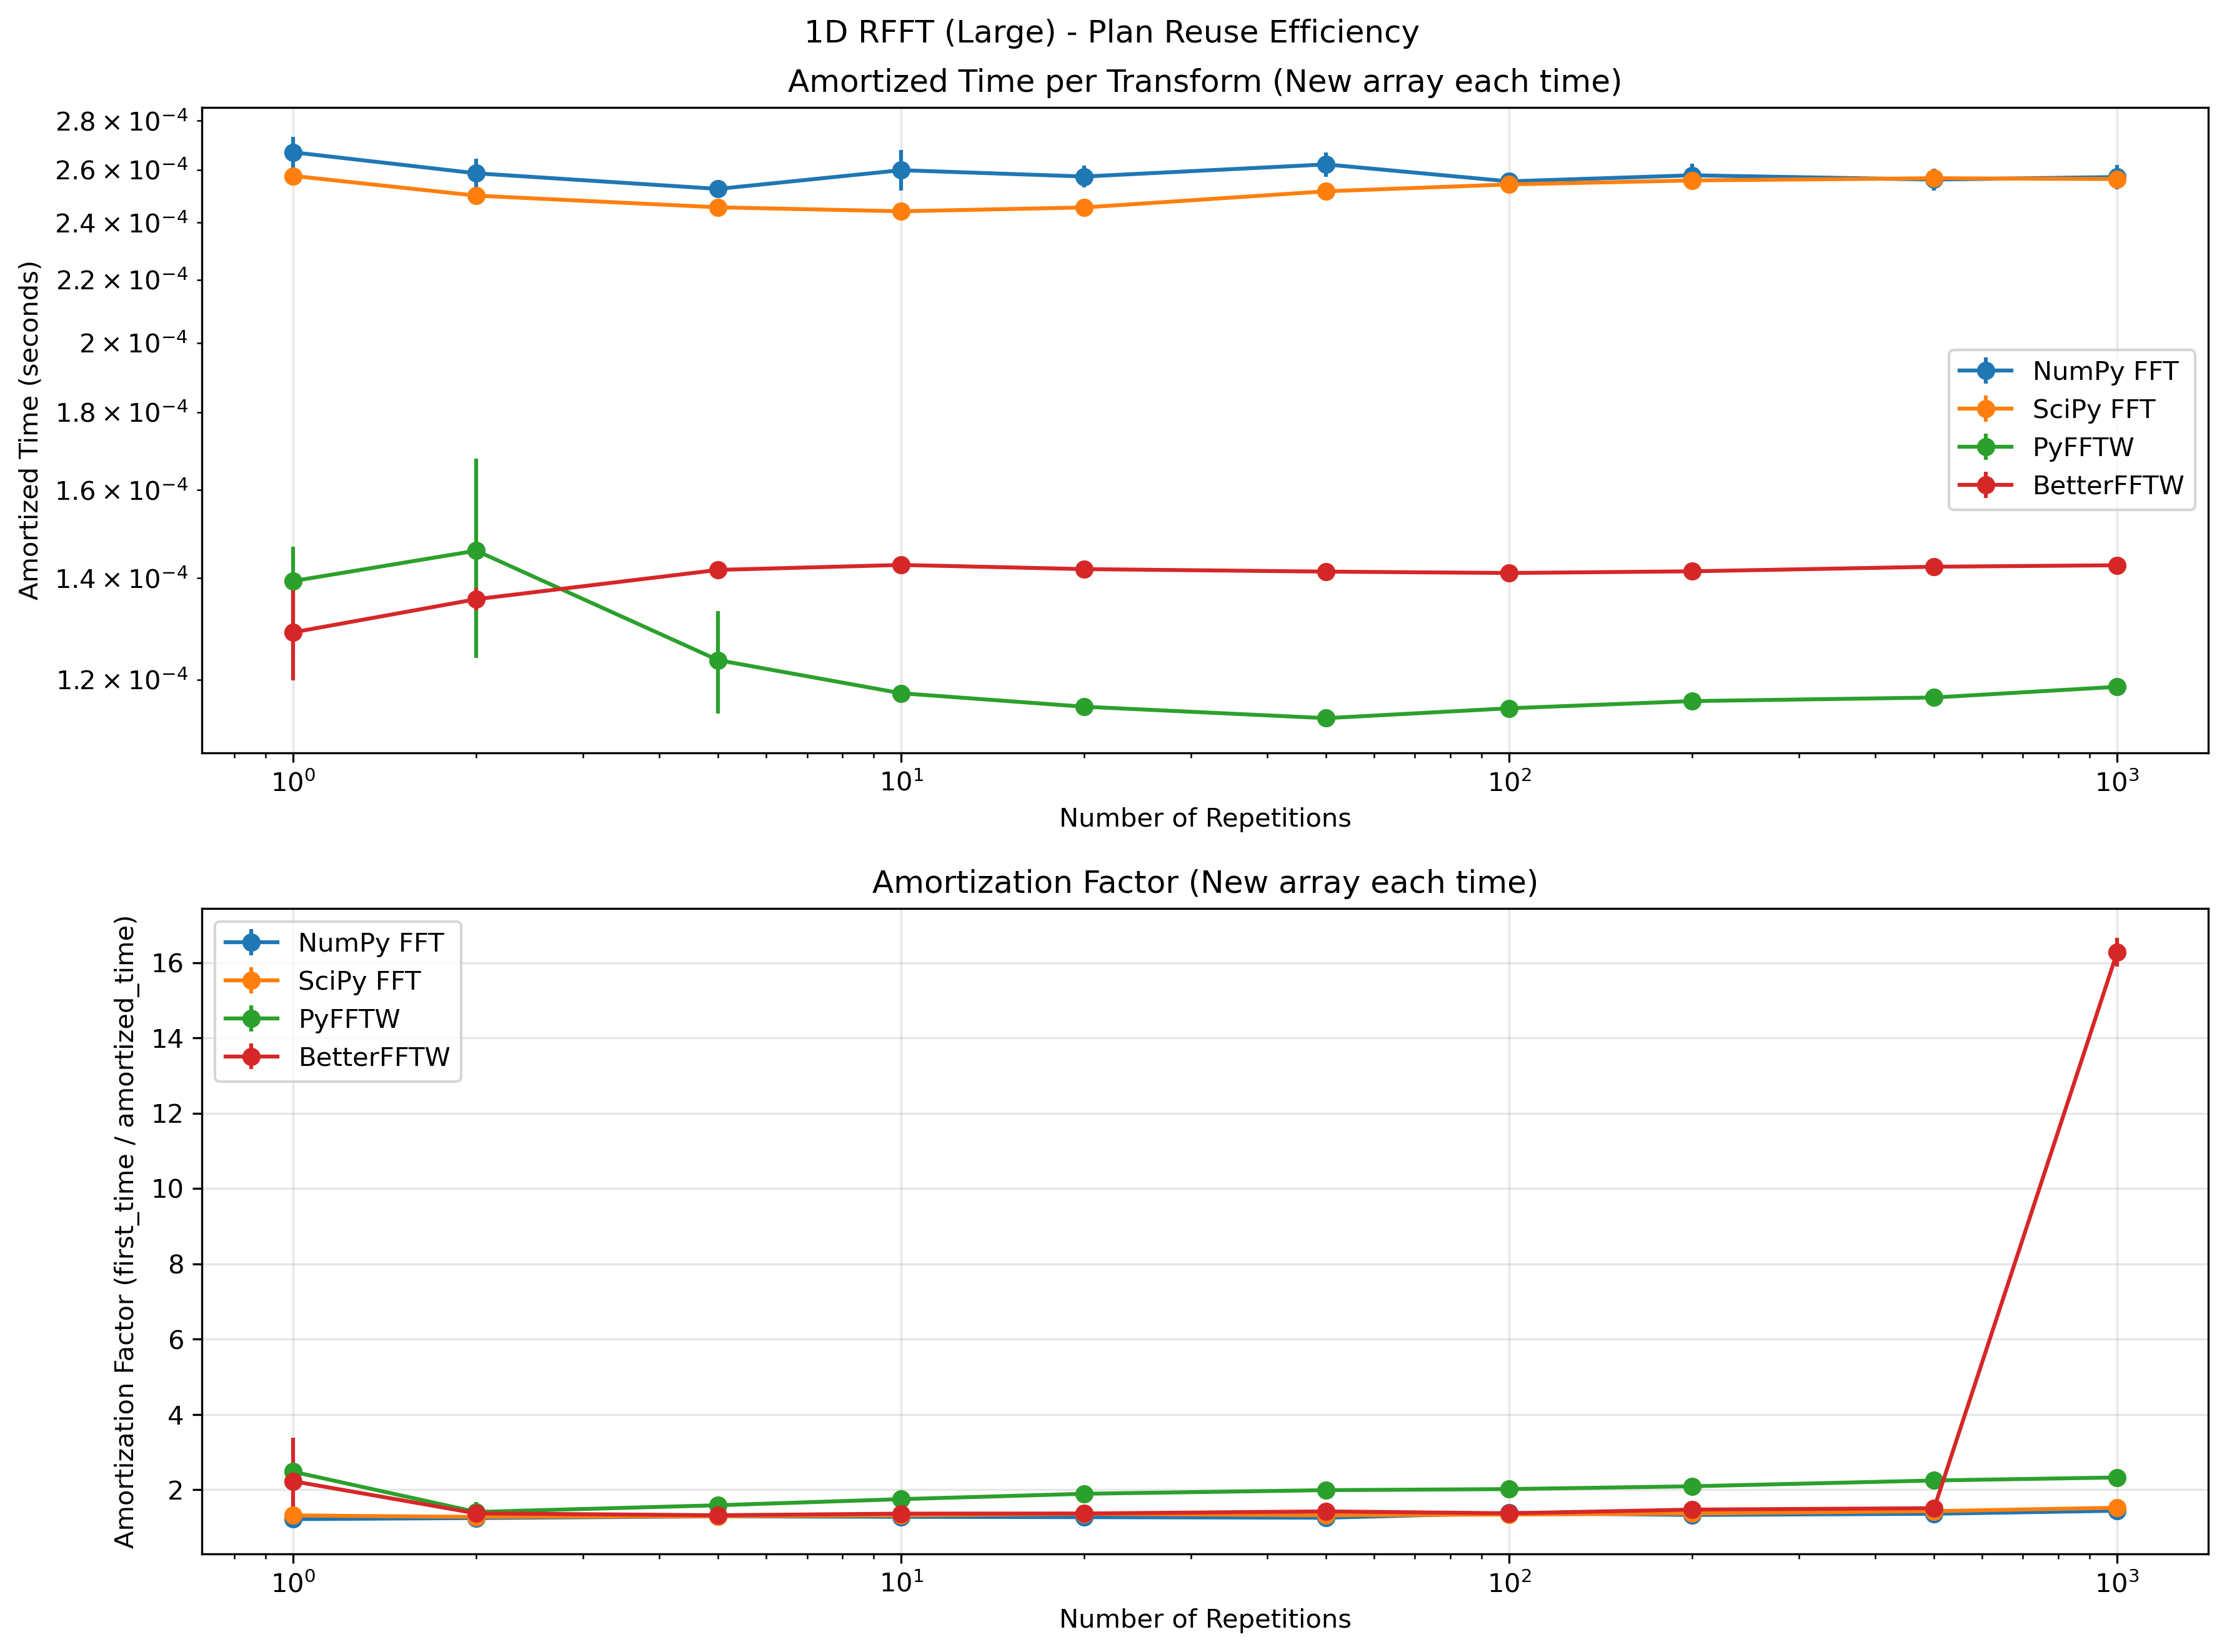 1D RFFT (Large) - Plan Reuse Efficiency
Amortized Time per Transform (New array each time)
Amortized Time (seconds)
2.8 × 10⁻⁴
2.6 × 10⁻⁴
2.4 × 10⁻⁴
2.2 × 10⁻⁴
2 × 10⁻⁴
1.8 × 10⁻⁴
1.6 × 10⁻⁴
1.4 × 10⁻⁴
1.2 × 10⁻⁴
NumPy FFT
SciPy FFT
PyFFTW
BetterFFTW
10⁰ 10¹ 10² 10³
Number of Repetitions
Amortization Factor (New array each time)
Amortization Factor (first_time / amortized_time)
16
14
12
10
8
6
4
2
NumPy FFT
SciPy FFT
PyFFTW
BetterFFTW
10⁰ 10¹ 10² 10³
Number of Repetitions